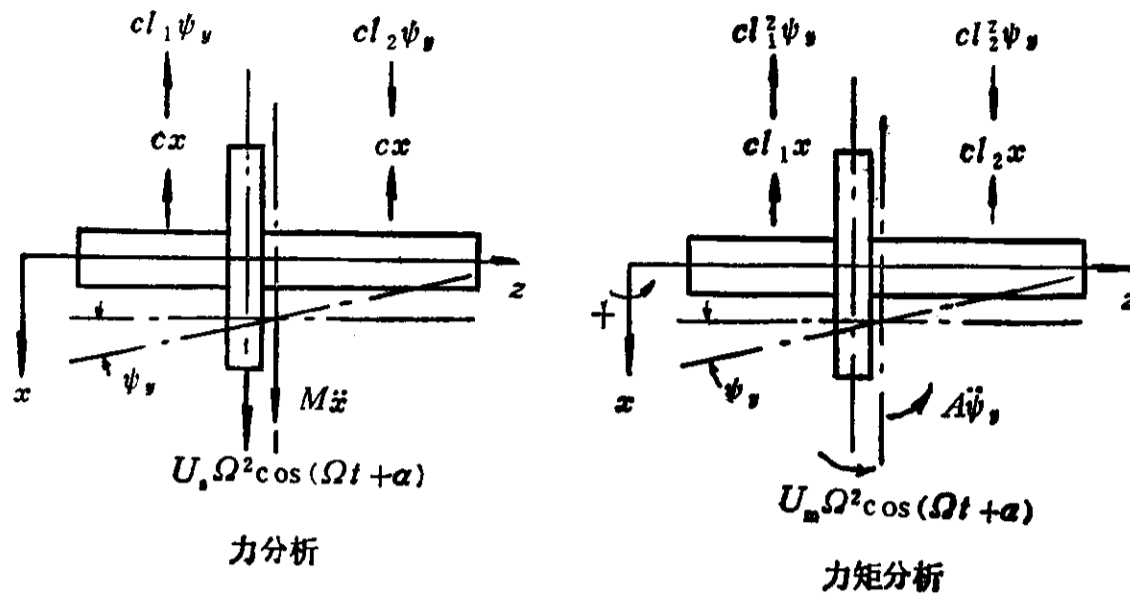 cl₁ψ_y
cl₂ψ_y
cx
cx
z
x
ψ_y
Mẍ
U_sΩ²cos(Ωt+α)
力分析
cl₁²ψ_y
cl₂²ψ_y
cl₁x
cl₂x
z
+
x
ψ_y
Aψ̈_y
U_mΩ²cos(Ωt+α)
力矩分析